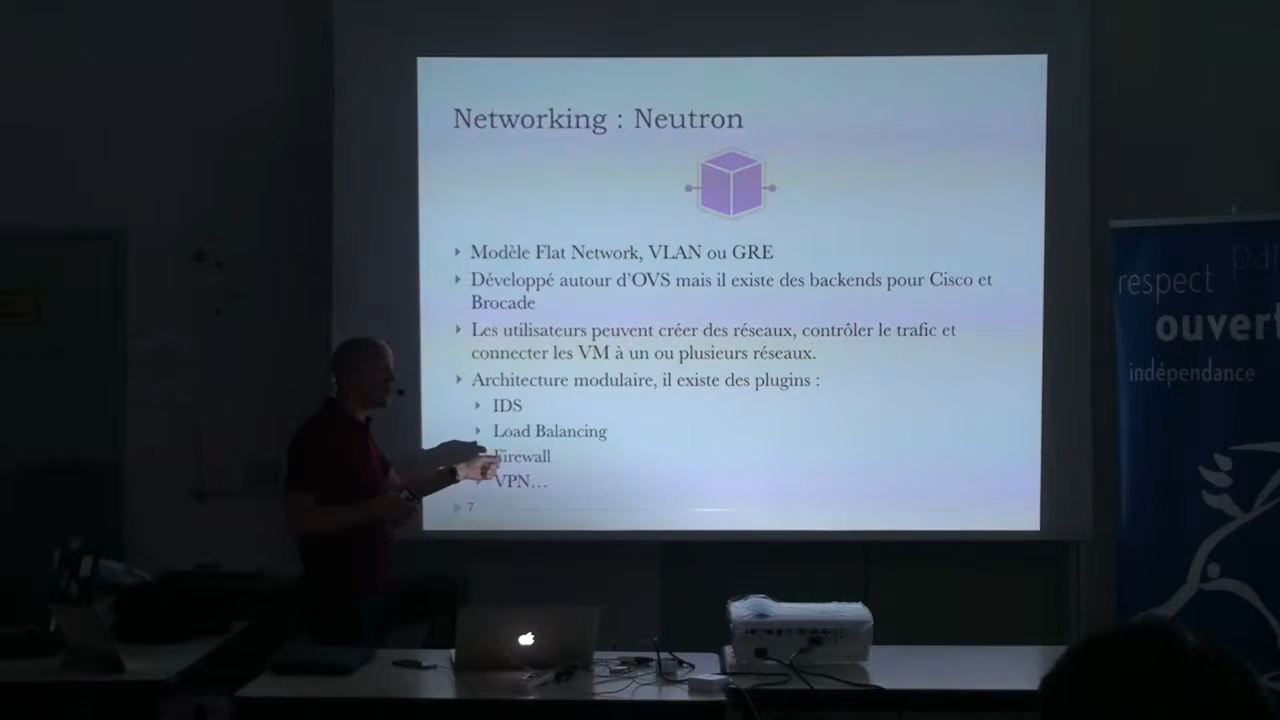 Networking : Neutron
Modèle Flat Network, VLAN ou GRE
Développé autour d'OVS mais il existe des backends pour Cisco et
Brocade
Les utilisateurs peuvent créer des réseaux, contrôler le trafic et
connecter les VM à un ou plusieurs réseaux.
Architecture modulaire, il existe des plugins :
IDS
Load Balancing
Firewall
VPN...
7
respect
ouvert
indépendance